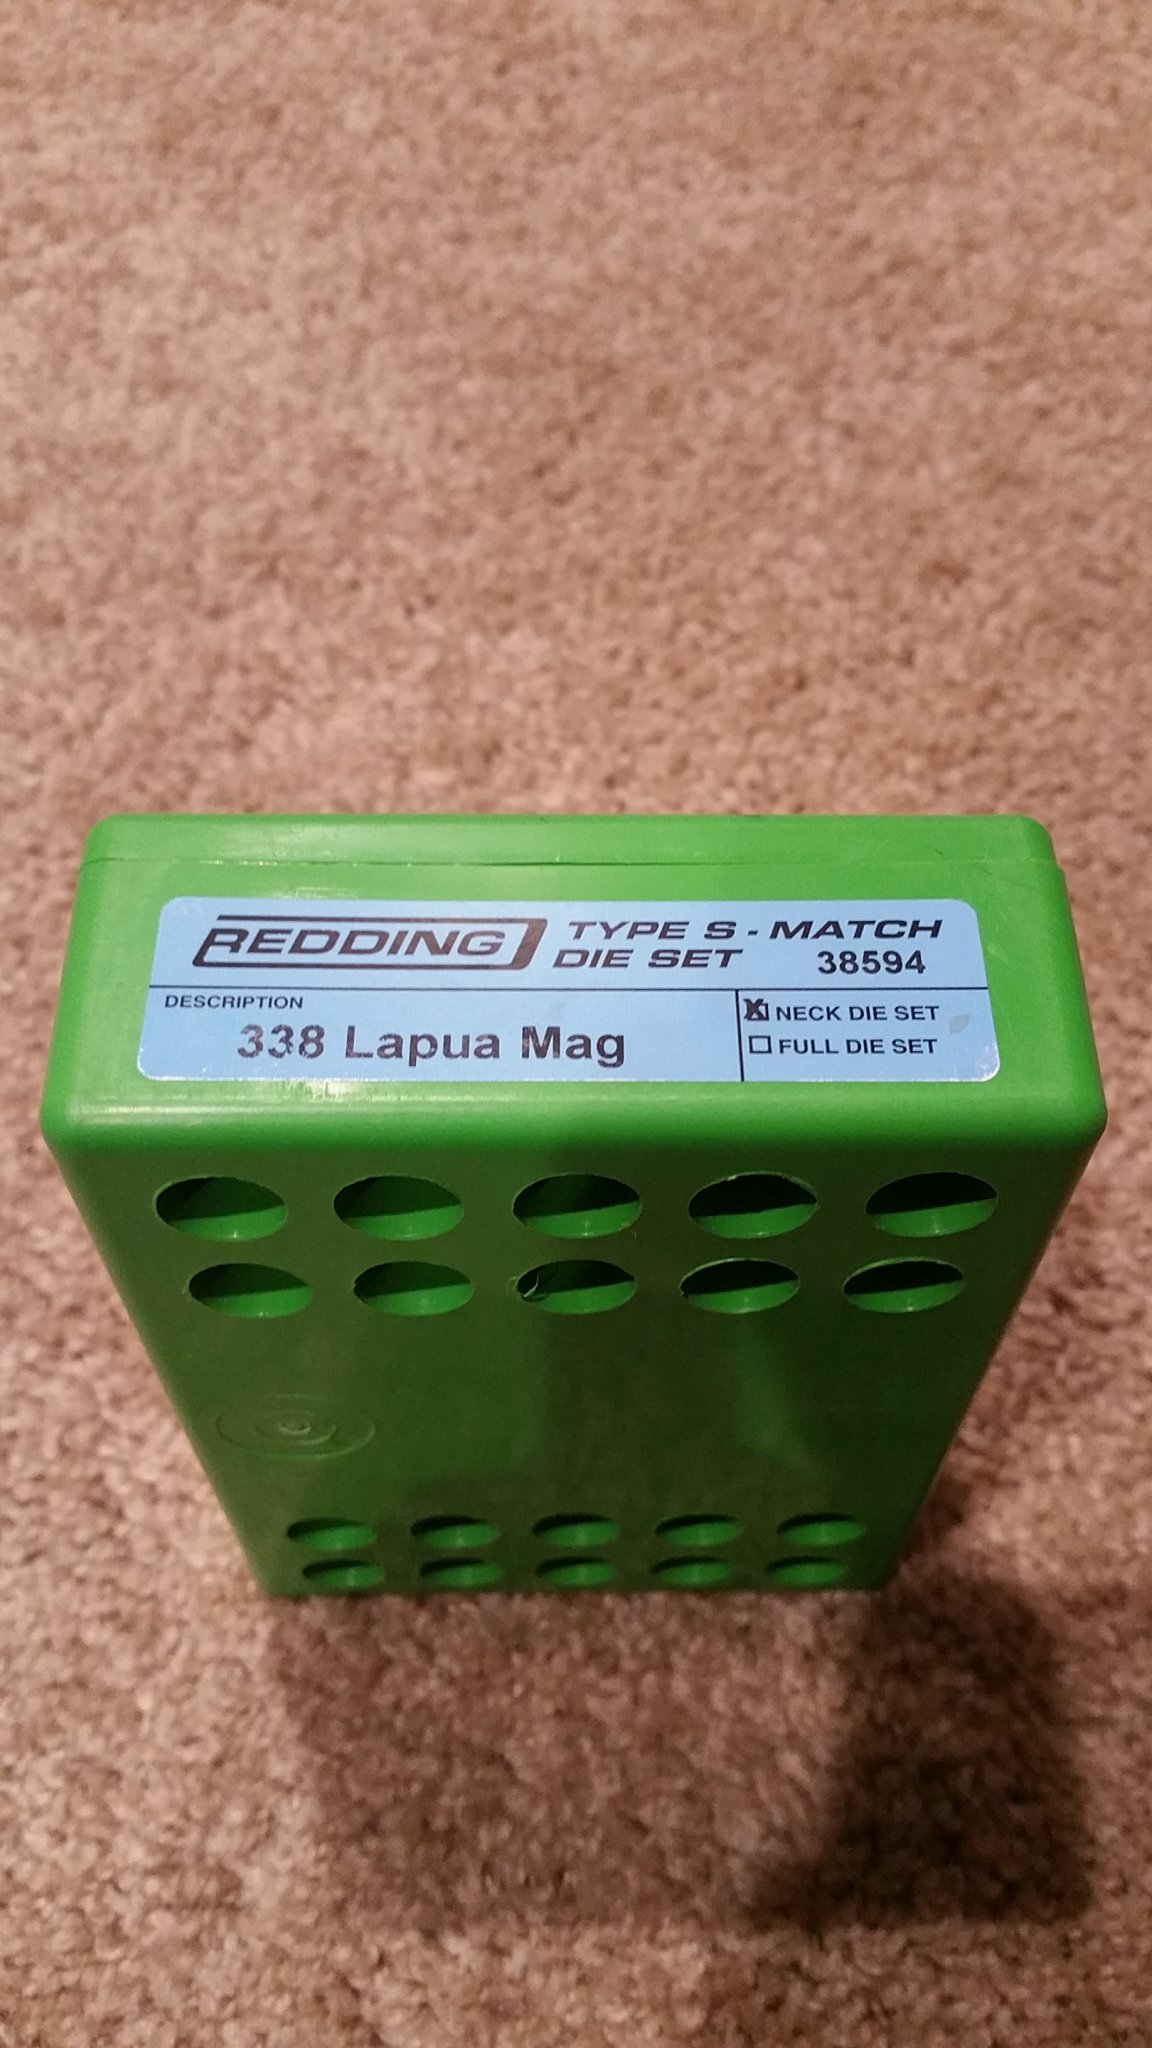 REDDING
TYPE S - MATCH
DIE SET 38594
DESCRIPTION
338 Lapua Mag
NECK DIE SET
FULL DIE SET